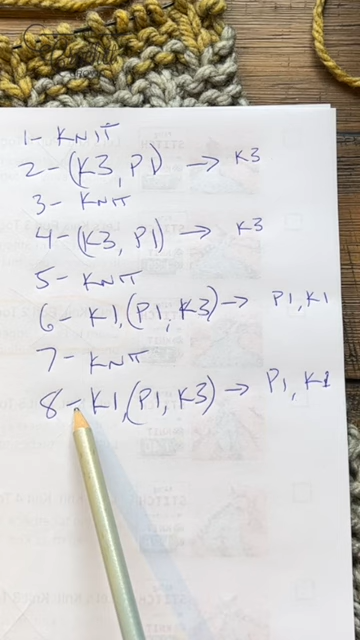 1- KNIT
2- (K3, P1) → K3
3- KNIT
4- (K3, P1) → K3
5- KNIT
6- K1, (P1, K3) → P1, K1
7- KNIT
8- K1, (P1, K3) → P1, K1